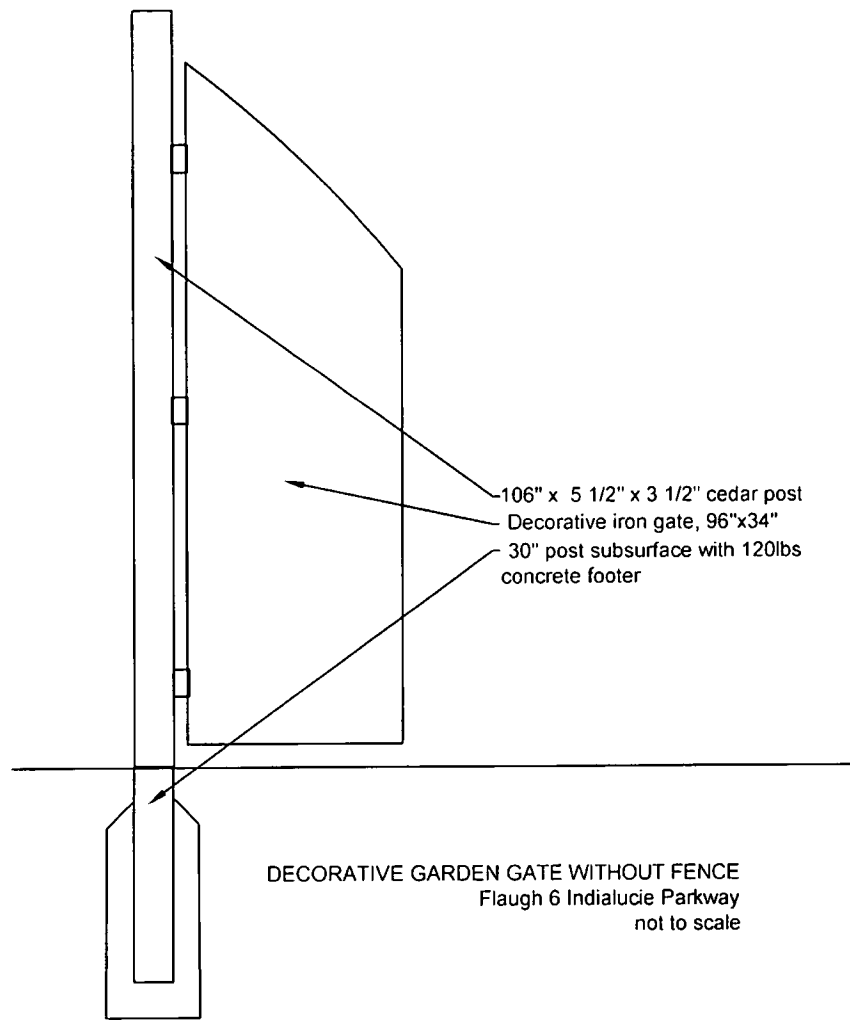 106" x 5 1/2" x 3 1/2" cedar post
Decorative iron gate, 96"x34"
30" post subsurface with 120lbs
concrete footer
DECORATIVE GARDEN GATE WITHOUT FENCE
Flaugh 6 Indialucie Parkway
not to scale